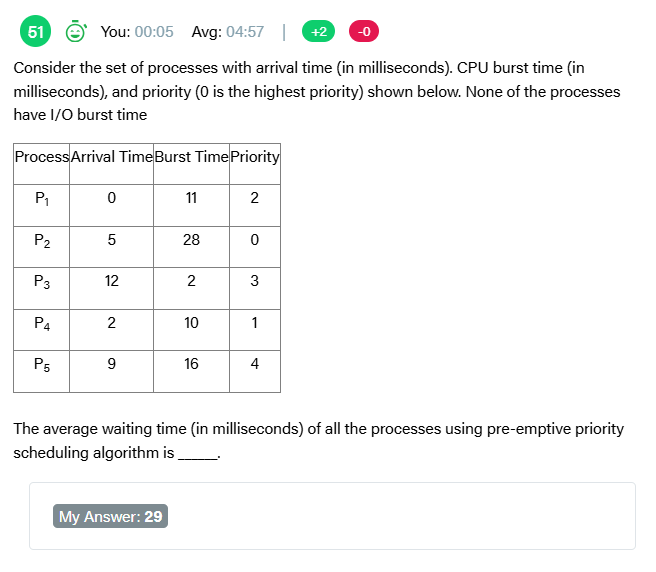 51 You: 00:05 Avg: 04:57 | +2 -0
Consider the set of processes with arrival time (in milliseconds). CPU burst time (in
milliseconds), and priority (0 is the highest priority) shown below. None of the processes
have I/O burst time
Process Arrival Time Burst Time Priority
P₁ 0 11 2
P₂ 5 28 0
P₃ 12 2 3
P₄ 2 10 1
P₅ 9 16 4
The average waiting time (in milliseconds) of all the processes using pre-emptive priority
scheduling algorithm is _____.
My Answer: 29